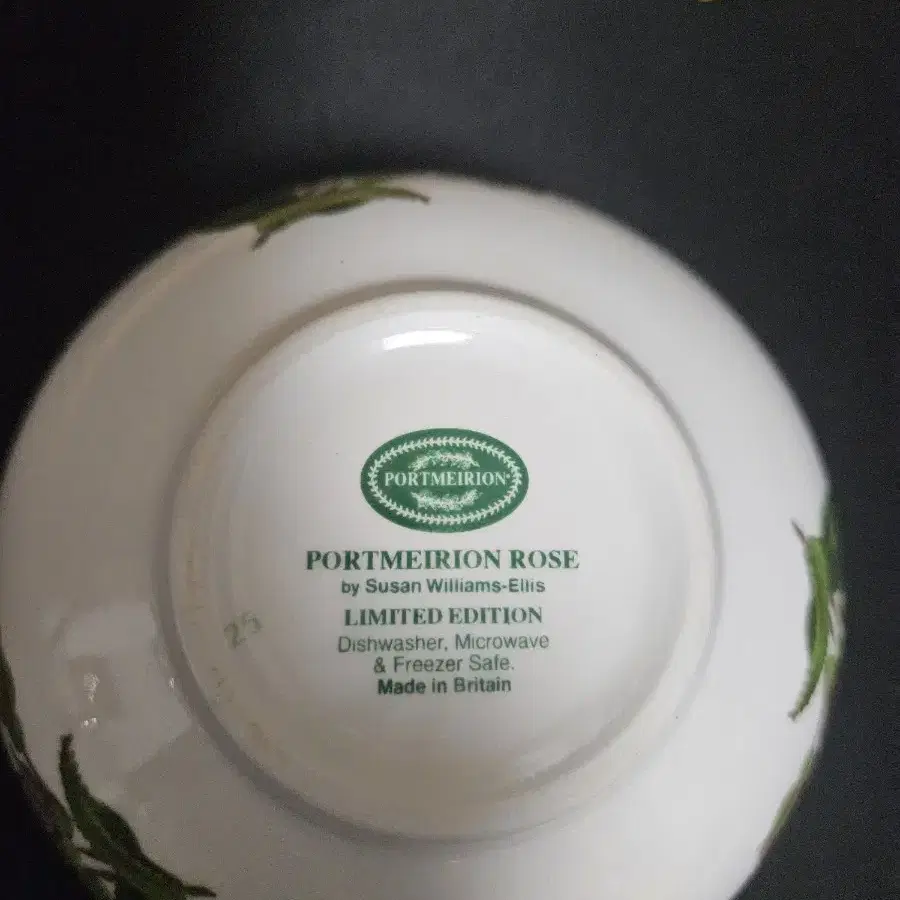 PORTMEIRION
PORTMEIRION ROSE
by Susan Williams-Ellis
LIMITED EDITION
Dishwasher, Microwave
& Freezer Safe.
Made in Britain
25